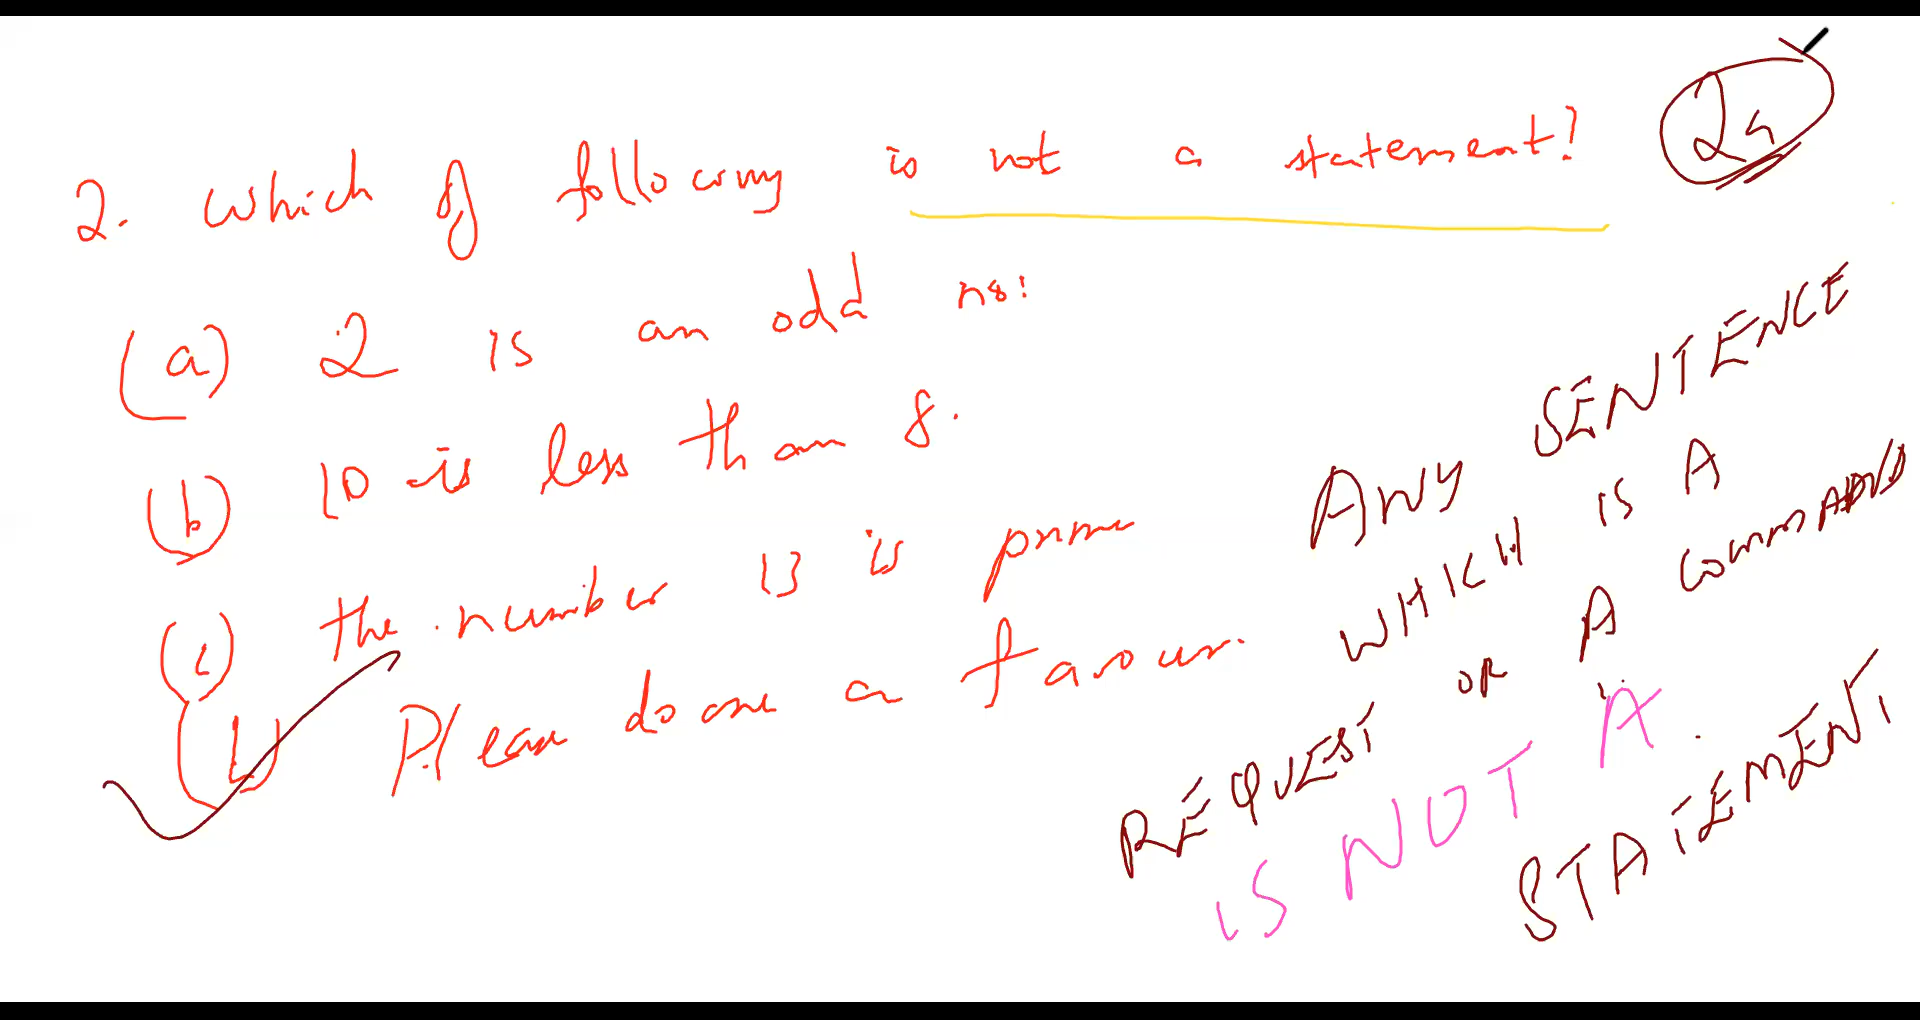 2. Which of following is not a statement?
(a) 2 is an odd no:
(b) 10 is less than 8.
(c) the number 13 is prime
Please do me a favour.
ANY SENTENCE
WHICH IS A
REQUEST OR A COMMAND
IS NOT A
STATEMENT.